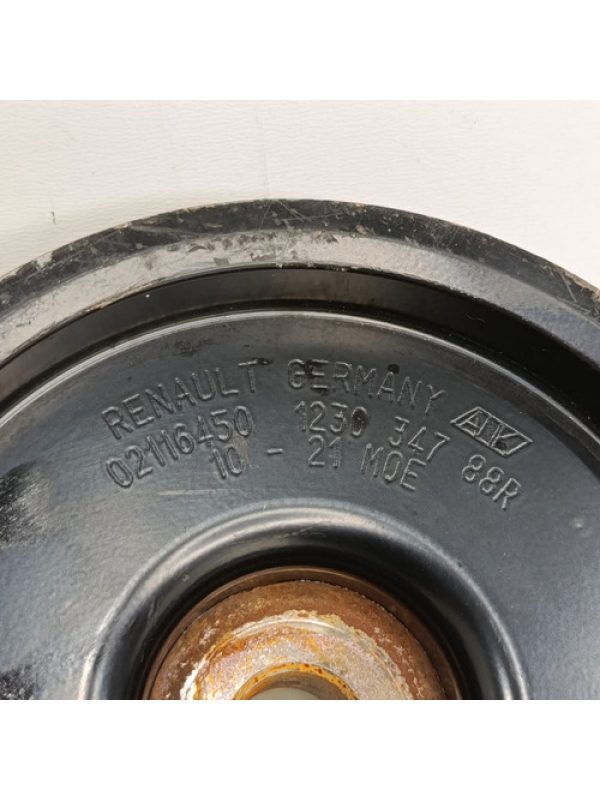 RENAULT GERMANY
02116450 1230 347 88R
10 - 21 MOE